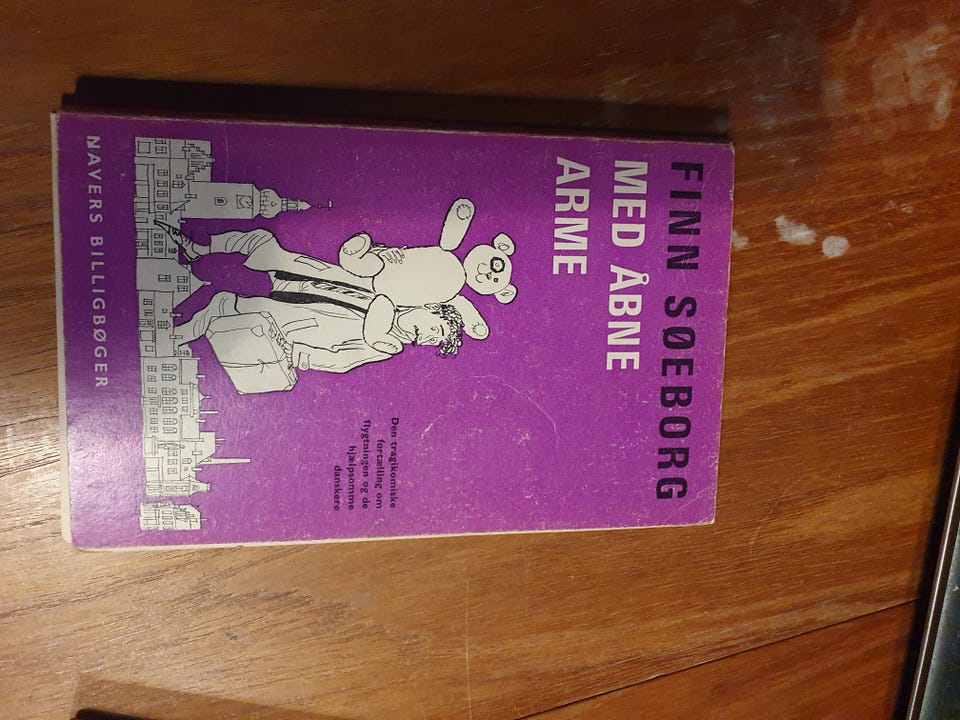 FINN SØEBORG
MED ÅBNE
ARME
Den tragikomiske
fortælling om
flygtningen og de
hjælpsomme
danskere
NAVERS BILLIGBØGER